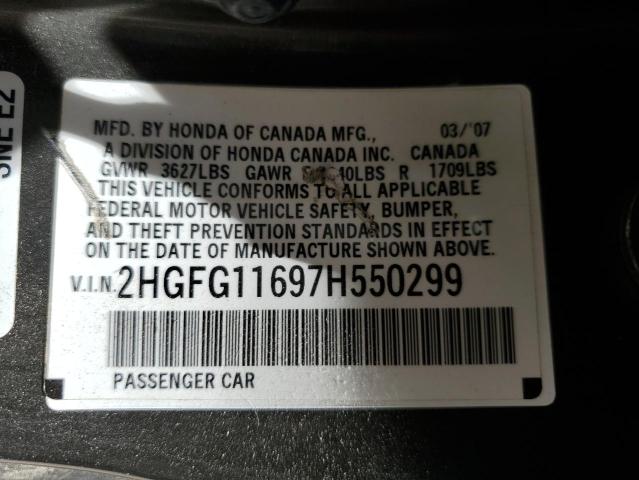 SNE E2
MFD. BY HONDA OF CANADA MFG., 03/'07
A DIVISION OF HONDA CANADA INC. CANADA
GVWR 3627LBS GAWR R 1709LBS
THIS VEHICLE CONFORMS TO ALL APPLICABLE
FEDERAL MOTOR VEHICLE SAFETY, BUMPER,
AND THEFT PREVENTION STANDARDS IN EFFECT
ON THE DATE OF MANUFACTURE SHOWN ABOVE.
V.I.N. 2HGFG11697H550299
PASSENGER CAR